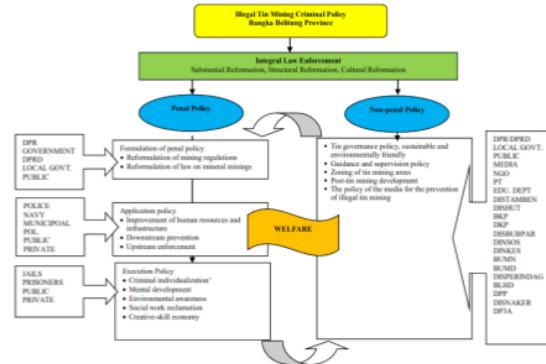 Illegal Tin Mining Criminal Policy
Bangka Belitung Province
Integral Law Enforcement
Substantial Reformation, Structural Reformation, Cultural Reformation
Penal Policy
Non-penal Policy
DPR
GOVERNMENT
DPRD
LOCAL GOVT.
PUBLIC
Formulation of penal policy
• Reformulation of mining regulations
• Reformulation of law on mineral minings
POLICE
NAVY
MUNICIPOAL
POL.
PUBLIC
PRIVATE
Application policy
• Improvement of human resources and
infrastructure
• Downstream prevention
• Upstream enforcement
JAILS
PRISONERS
PUBLIC
PRIVATE
Execution Policy
• Criminal individualization'
• Mental development
• Environmental awareness
• Social work reclamation
• Creative-skill economy
WELFARE
• Tin governance policy, sustainable and
environmentally friendly
• Guidance and supervision policy
• Zoning of tin mining areas
• Post-tin mining development
• The policy of the media for the prevention
of illegal tin mining
DPR/DPRD
LOCAL GOVT.
PUBLIC
MEDIA
NGO
PT
EDU. DEPT
DISTAMBEN
DISHUT
BKP
DKP
DISBUBPAR
DINSOS
DINKES
BUMN
BUMD
DISPERINDAG
BLHD
DPP
DISNAKER
DP3A